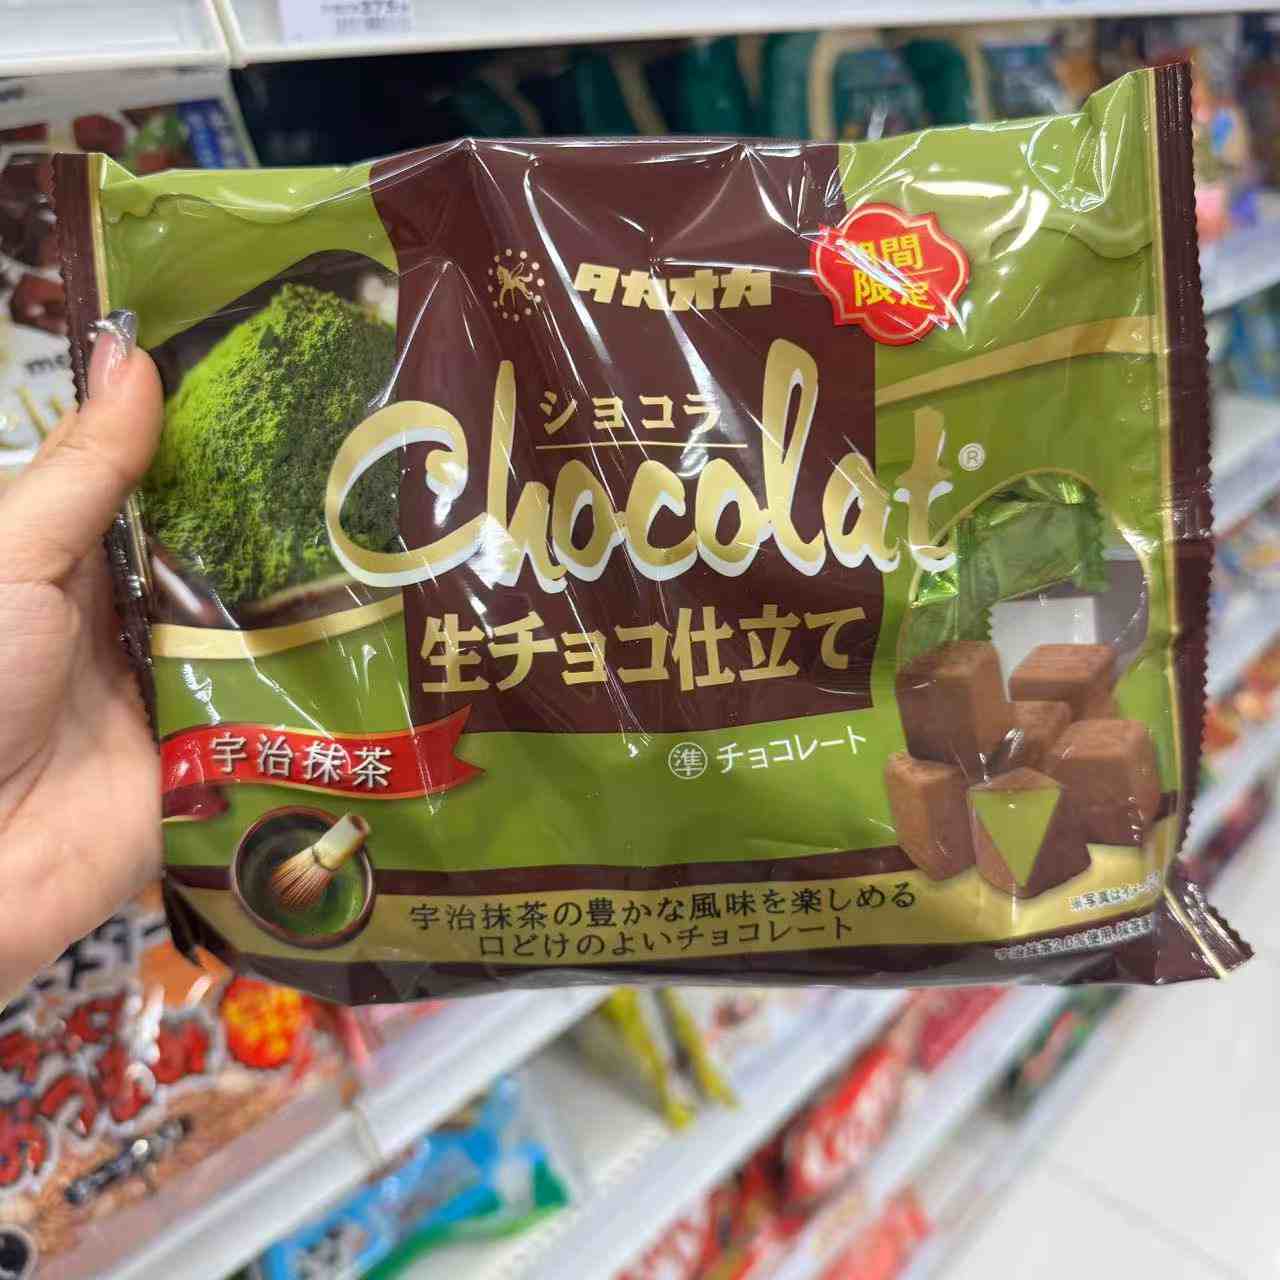 タカオカ
期間
限定
ショコラ
Chocolat®
生チョコ仕立て
宇治抹茶
準 チョコレート
宇治抹茶の豊かな風味を楽しめる
口どけのよいチョコレート